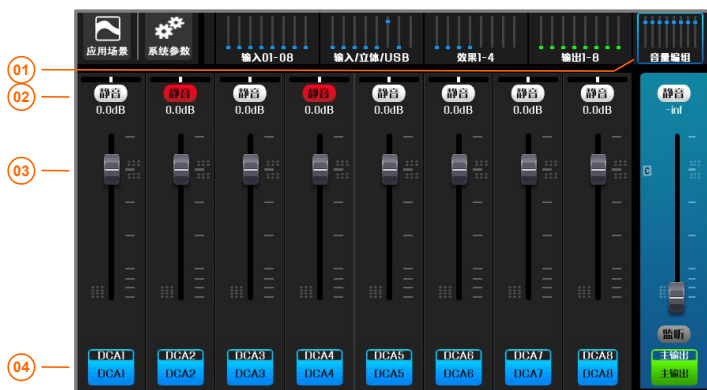 应用场景 系统参数 输入01-08 输入/立体/USB 效果1-4 输出1-8 音量编组
01
02 静音 静音 静音 静音 静音 静音 静音 静音 静音
0.0dB 0.0dB 0.0dB 0.0dB 0.0dB 0.0dB 0.0dB 0.0dB -inf
03 C
监听
DCA1 DCA2 DCA3 DCA4 DCA5 DCA6 DCA7 DCA8 主输出
04 DCA1 DCA2 DCA3 DCA4 DCA5 DCA6 DCA7 DCA8 主输出